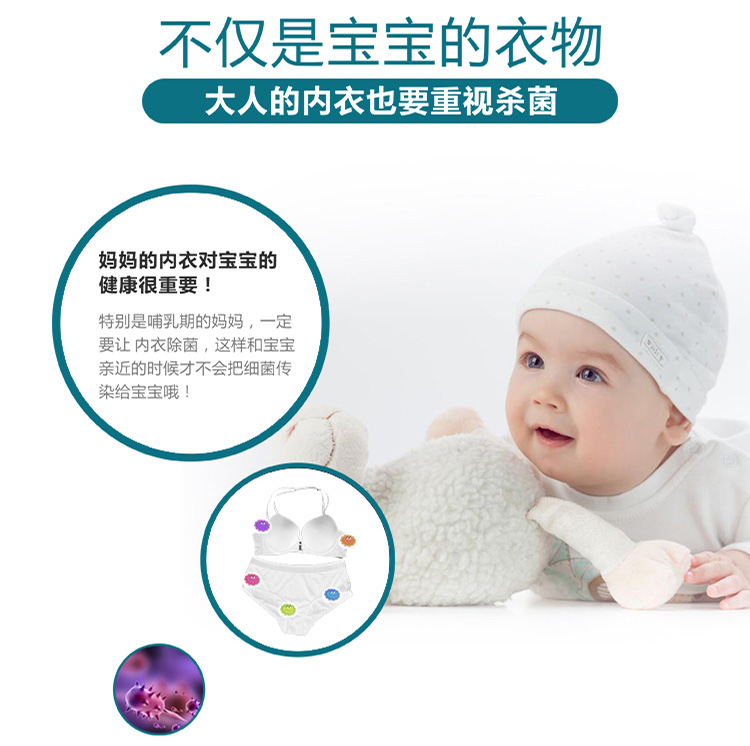 不仅是宝宝的衣物
大人的内衣也要重视杀菌
妈妈的内衣对宝宝的
健康很重要！
特别是哺乳期的妈妈，一定
要让 内衣除菌，这样和宝宝
亲近的时候才不会把细菌传
染给宝宝哦！